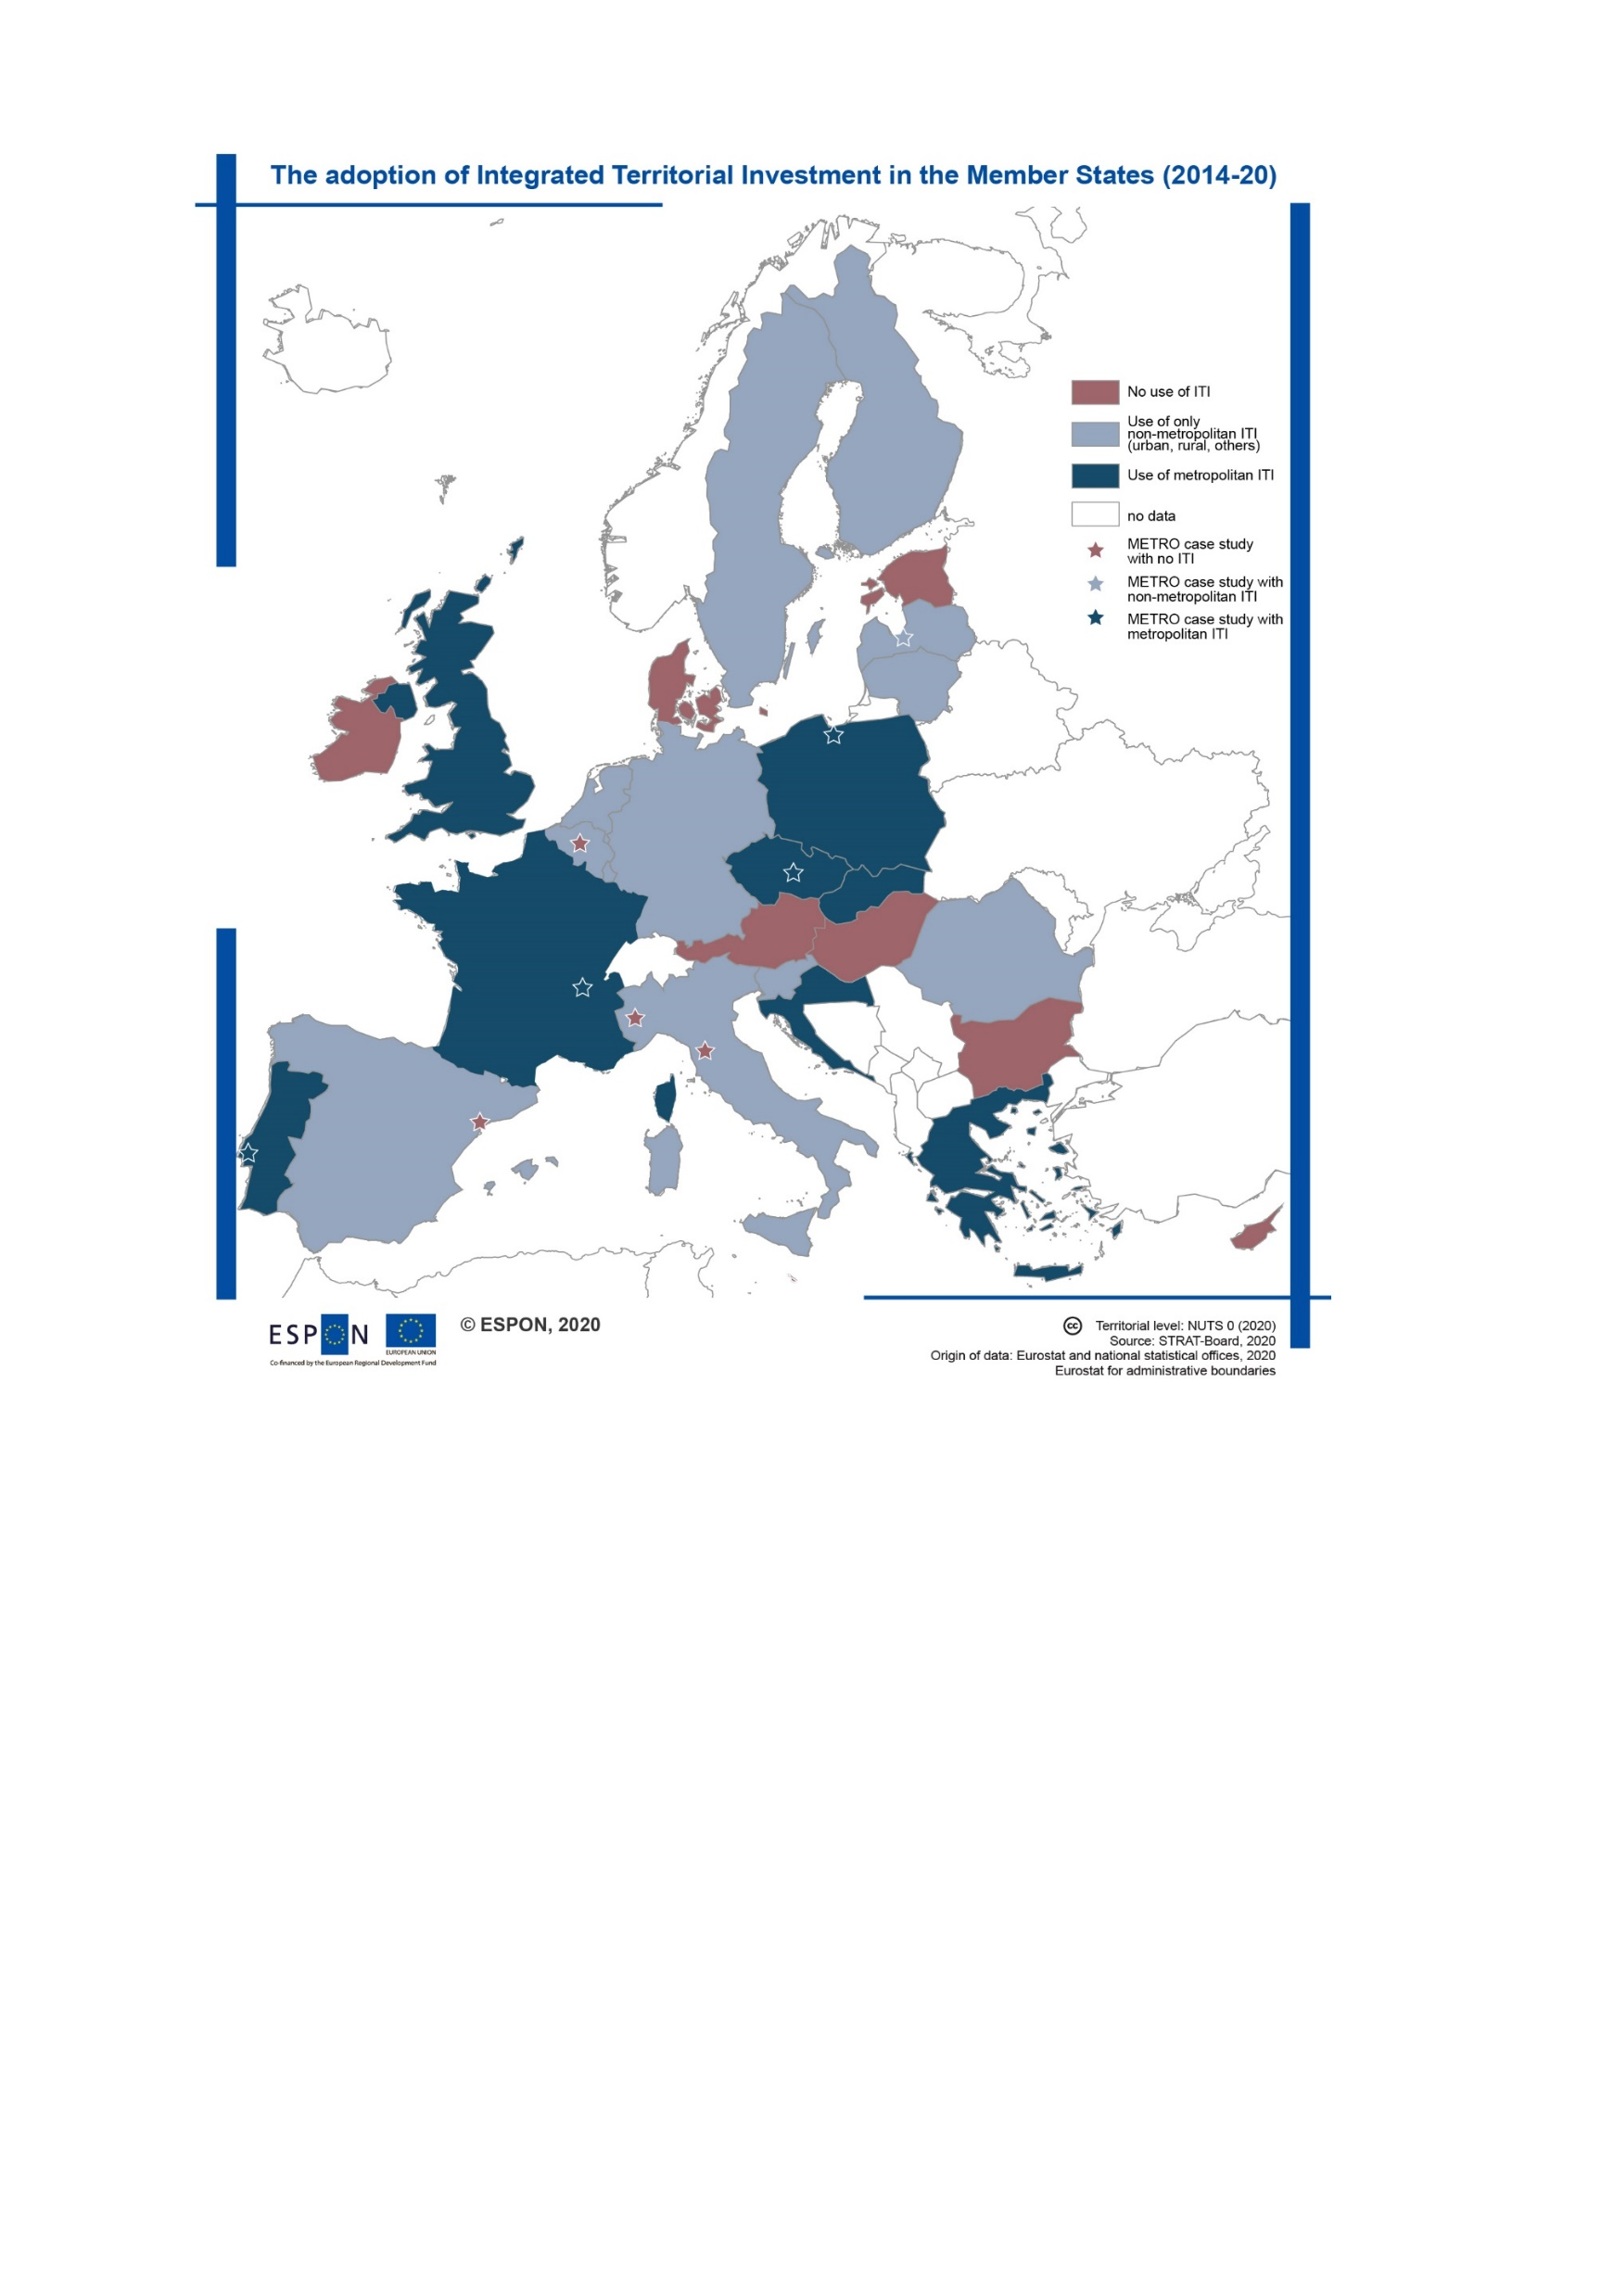 The adoption of Integrated Territorial Investment in the Member States (2014-20)
No use of ITI
Use of only
non-metropolitan ITI
(urban, rural, others)
Use of metropolitan ITI
no data
METRO case study
with no ITI
METRO case study with
non-metropolitan ITI
METRO case study with
metropolitan ITI
ESPON
EUROPEAN UNION
Co-financed by the European Regional Development Fund
© ESPON, 2020
cc Territorial level: NUTS 0 (2020)
Source: STRAT-Board, 2020
Origin of data: Eurostat and national statistical offices, 2020
Eurostat for administrative boundaries